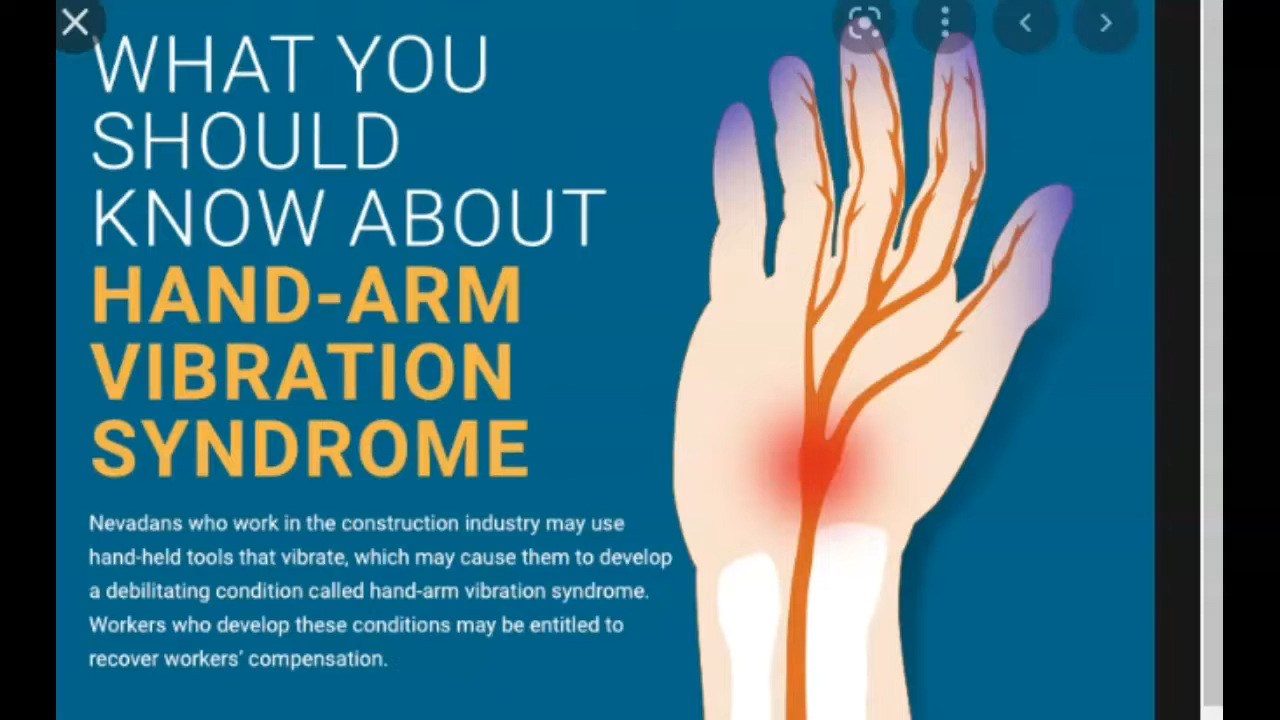 WHAT YOU
SHOULD
KNOW ABOUT
HAND-ARM
VIBRATION
SYNDROME
Nevadans who work in the construction industry may use
hand-held tools that vibrate, which may cause them to develop
a debilitating condition called hand-arm vibration syndrome.
Workers who develop these conditions may be entitled to
recover workers’ compensation.